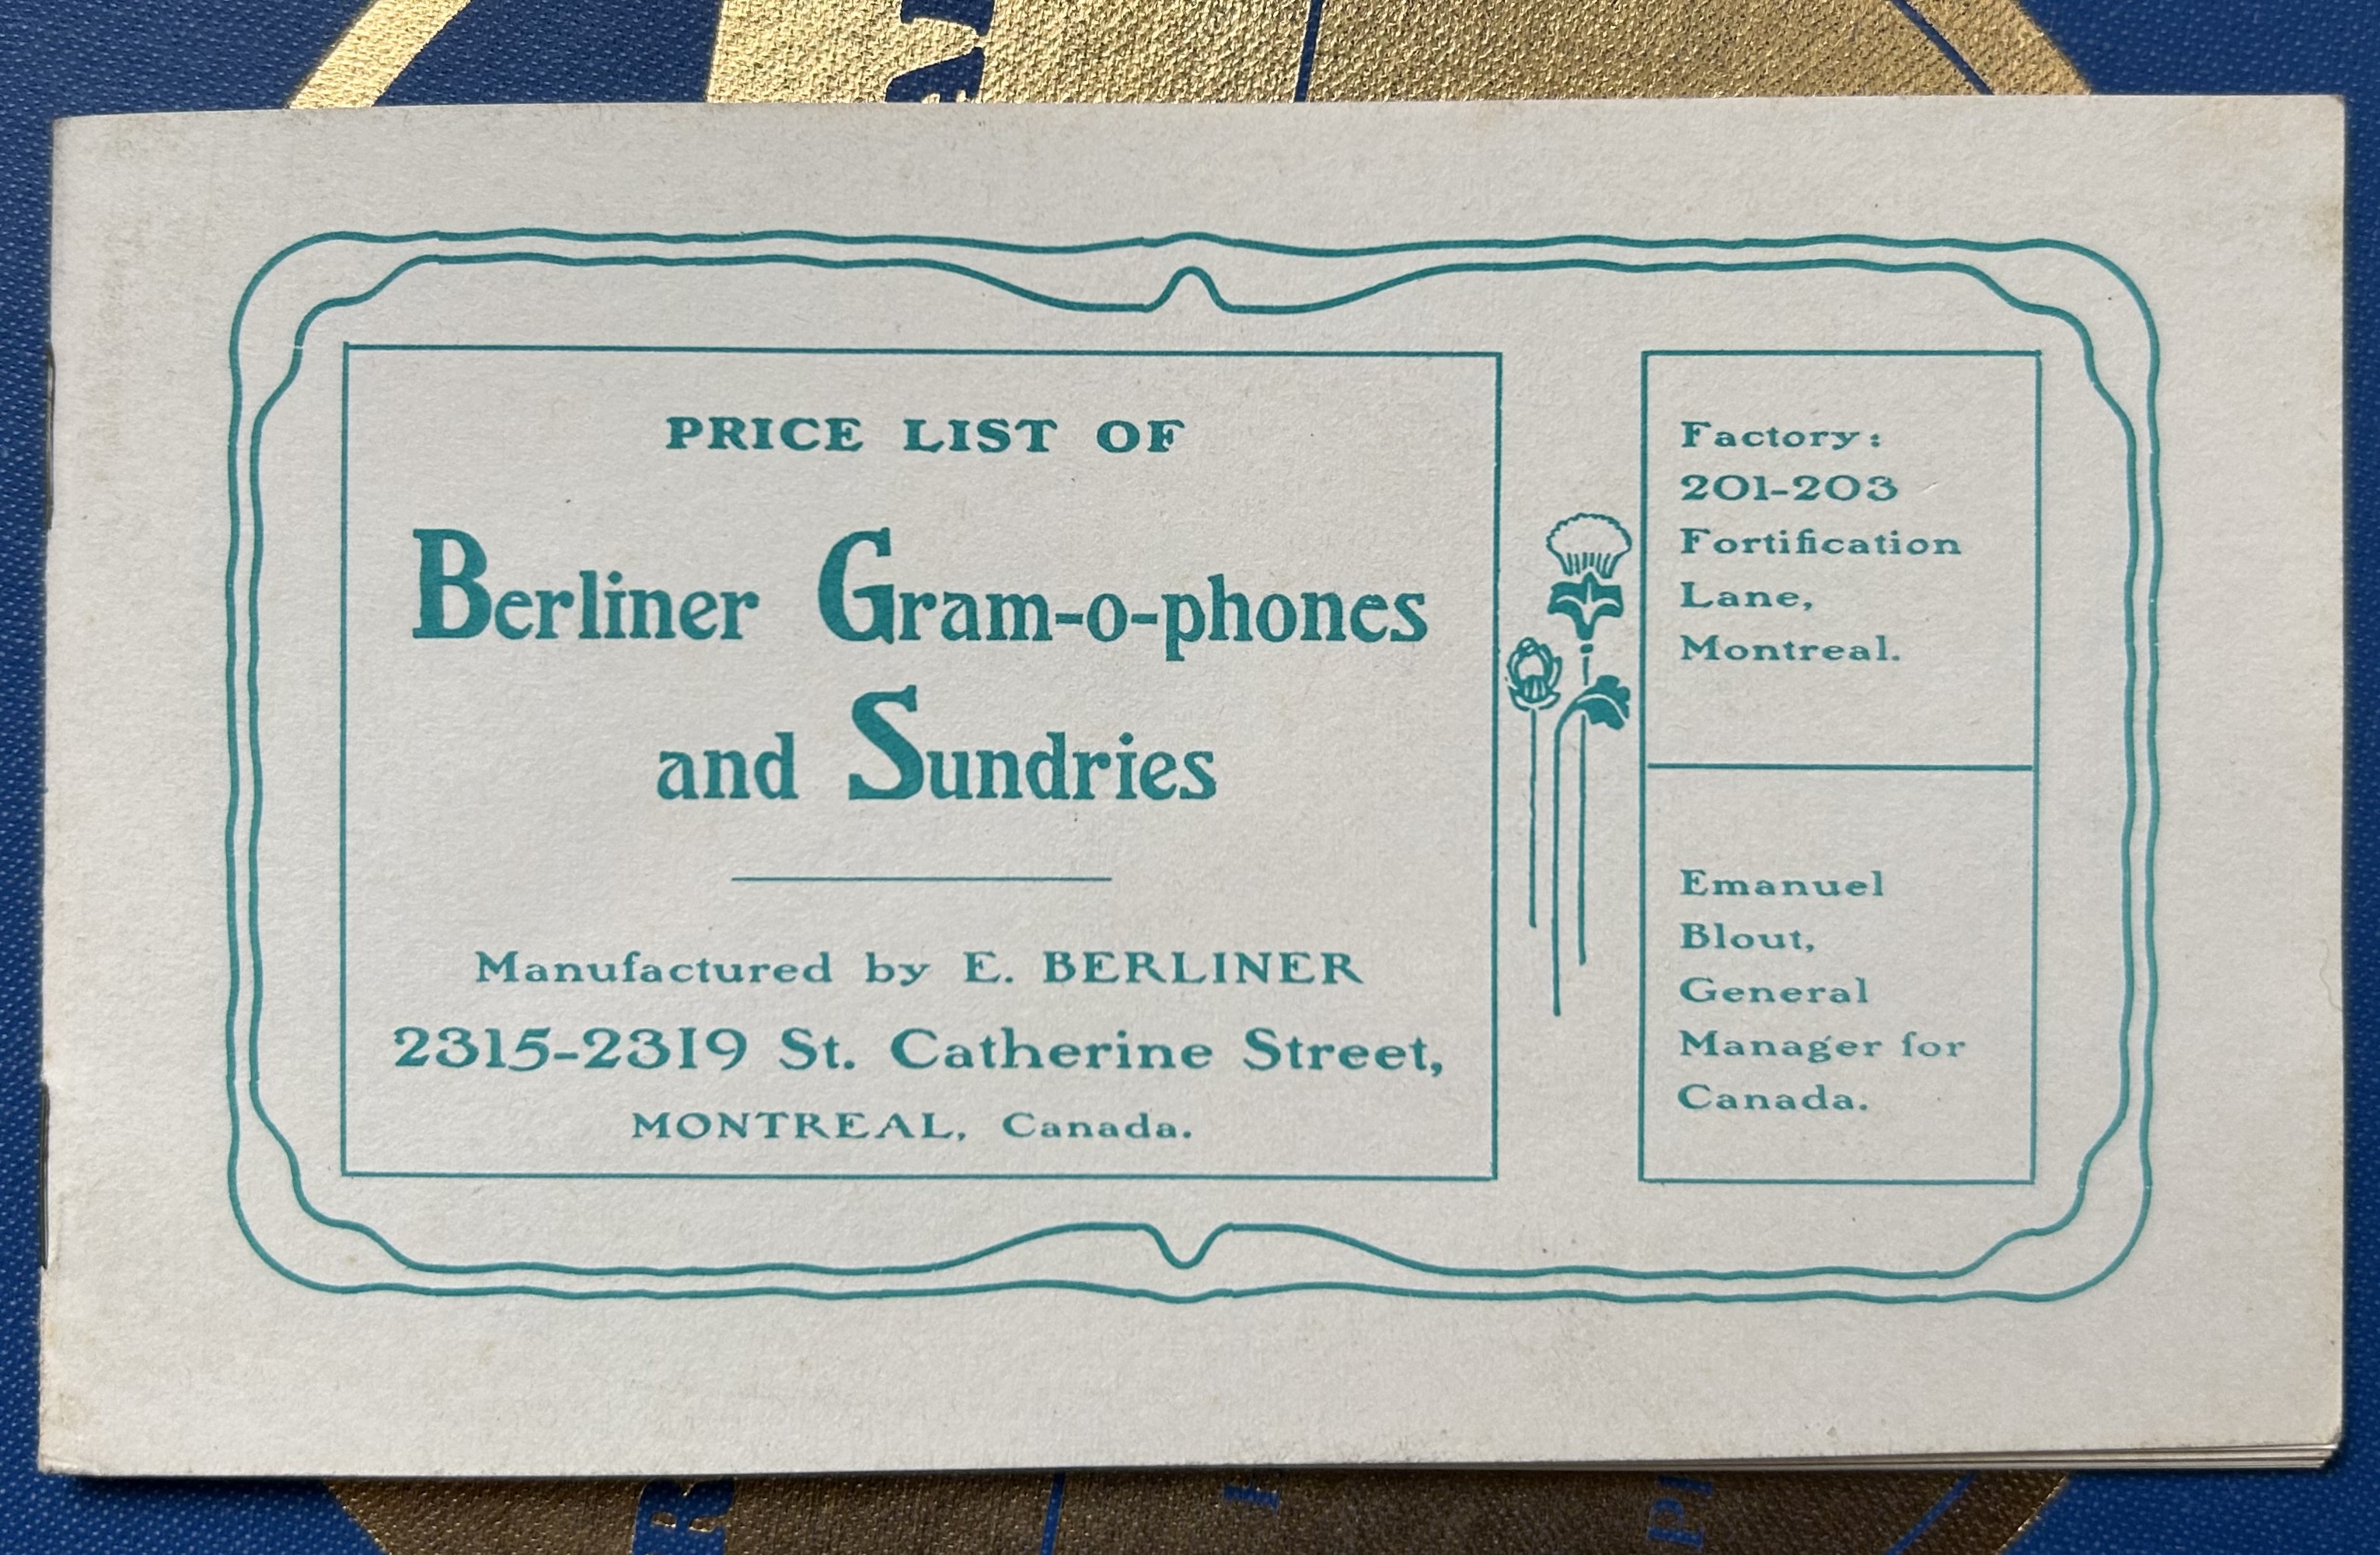 PRICE LIST OF
Berliner Gram-o-phones
and Sundries
Manufactured by E. BERLINER
2315-2319 St. Catherine Street,
MONTREAL, Canada.
Factory:
201-203
Fortification
Lane,
Montreal.
Emanuel
Blout,
General
Manager for
Canada.